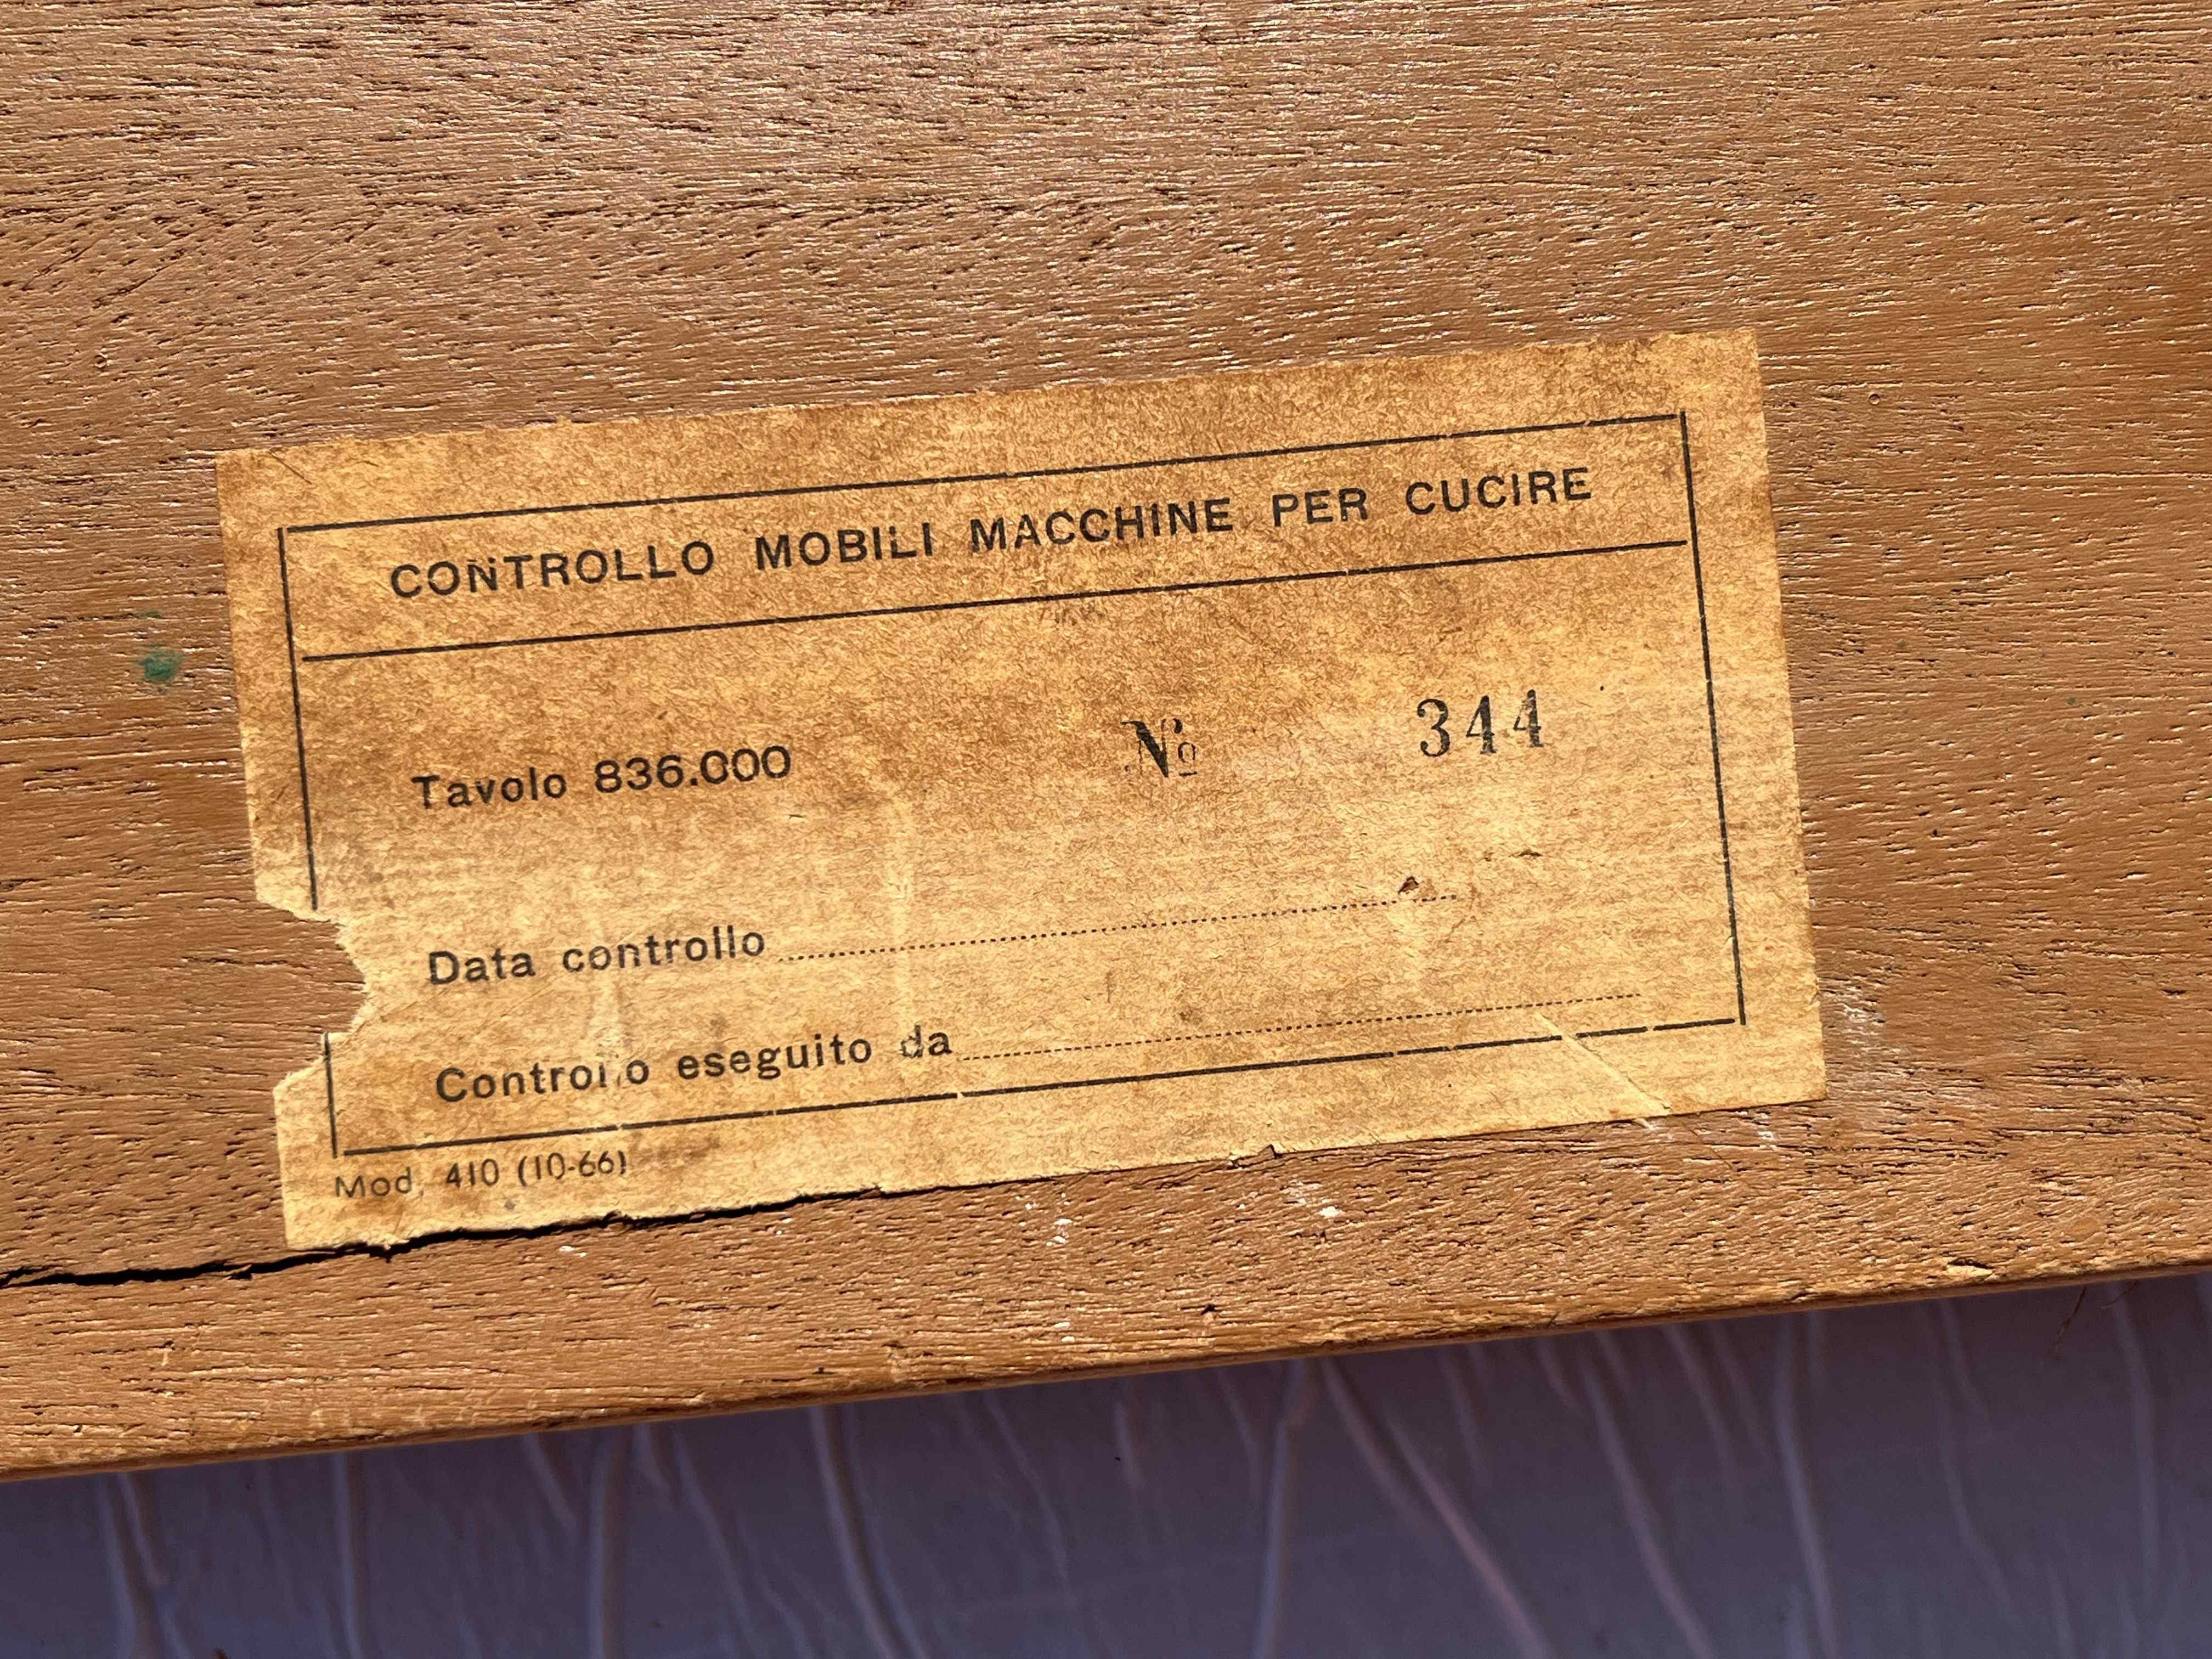 CONTROLLO MOBILI MACCHINE PER CUCIRE
Tavolo 836.000 Nº 344
Data controllo
Controllo eseguito da
Mod. 410 (10-66)